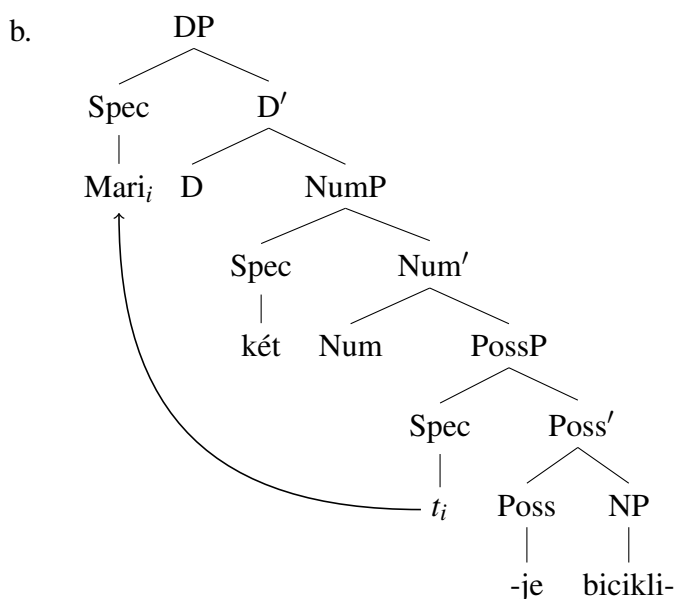 b.
DP
Spec D′
Mari_i D NumP
Spec Num′
két Num PossP
Spec Poss′
t_i Poss NP
-je bicikli-